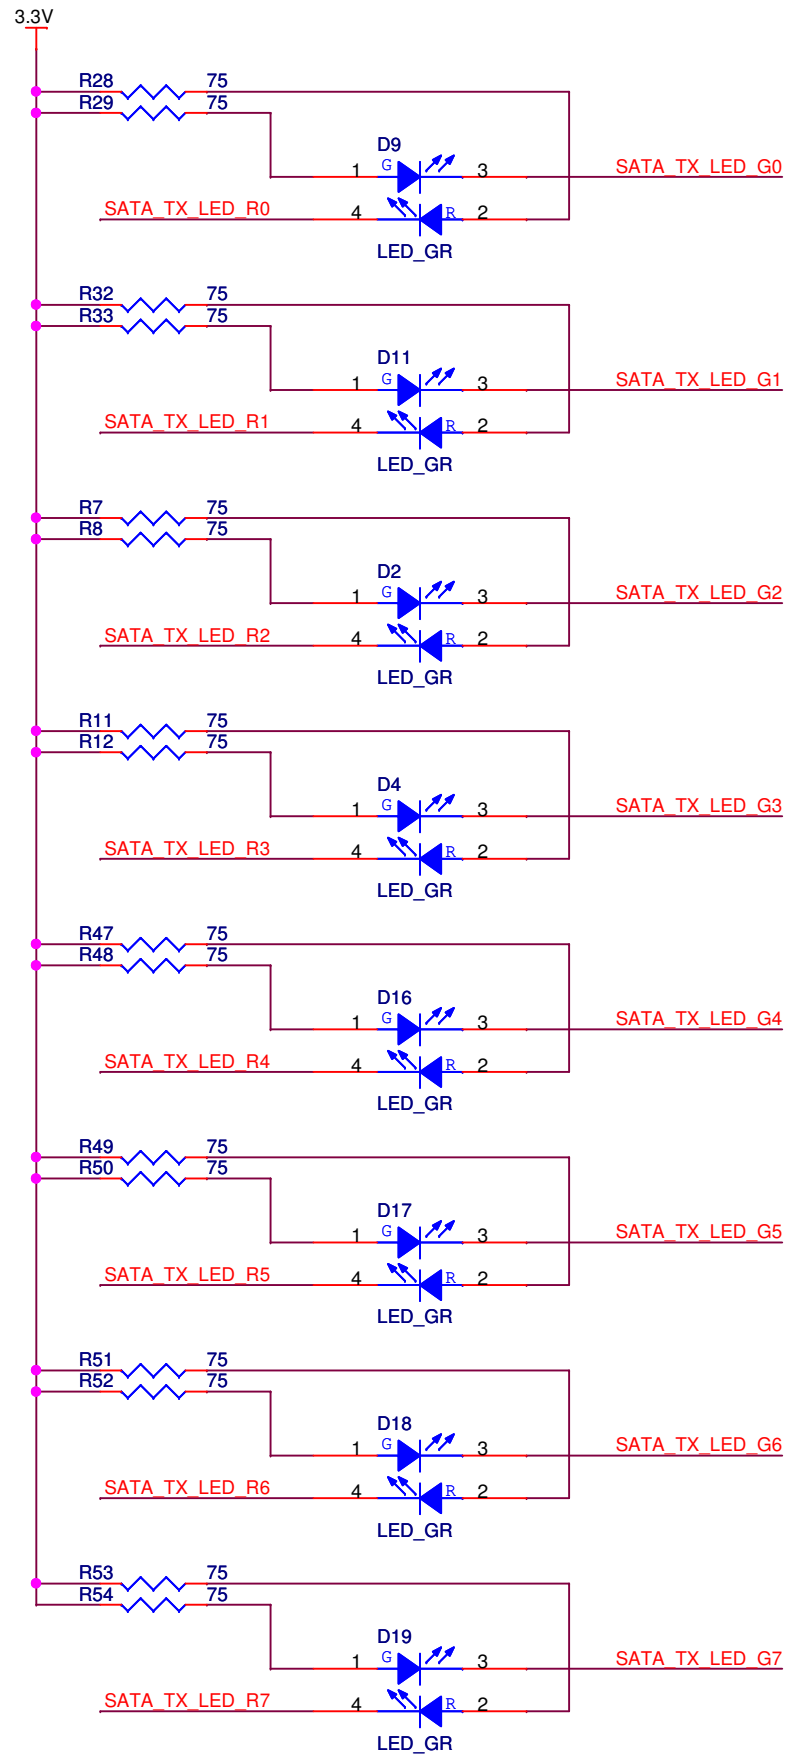 3.3V
R28 75
R29 75
D9
1 G 3 SATA_TX_LED_G0
SATA_TX_LED_R0 4 R 2
LED_GR
R32 75
R33 75
D11
1 G 3 SATA_TX_LED_G1
SATA_TX_LED_R1 4 R 2
LED_GR
R7 75
R8 75
D2
1 G 3 SATA_TX_LED_G2
SATA_TX_LED_R2 4 R 2
LED_GR
R11 75
R12 75
D4
1 G 3 SATA_TX_LED_G3
SATA_TX_LED_R3 4 R 2
LED_GR
R47 75
R48 75
D16
1 G 3 SATA_TX_LED_G4
SATA_TX_LED_R4 4 R 2
LED_GR
R49 75
R50 75
D17
1 G 3 SATA_TX_LED_G5
SATA_TX_LED_R5 4 R 2
LED_GR
R51 75
R52 75
D18
1 G 3 SATA_TX_LED_G6
SATA_TX_LED_R6 4 R 2
LED_GR
R53 75
R54 75
D19
1 G 3 SATA_TX_LED_G7
SATA_TX_LED_R7 4 R 2
LED_GR